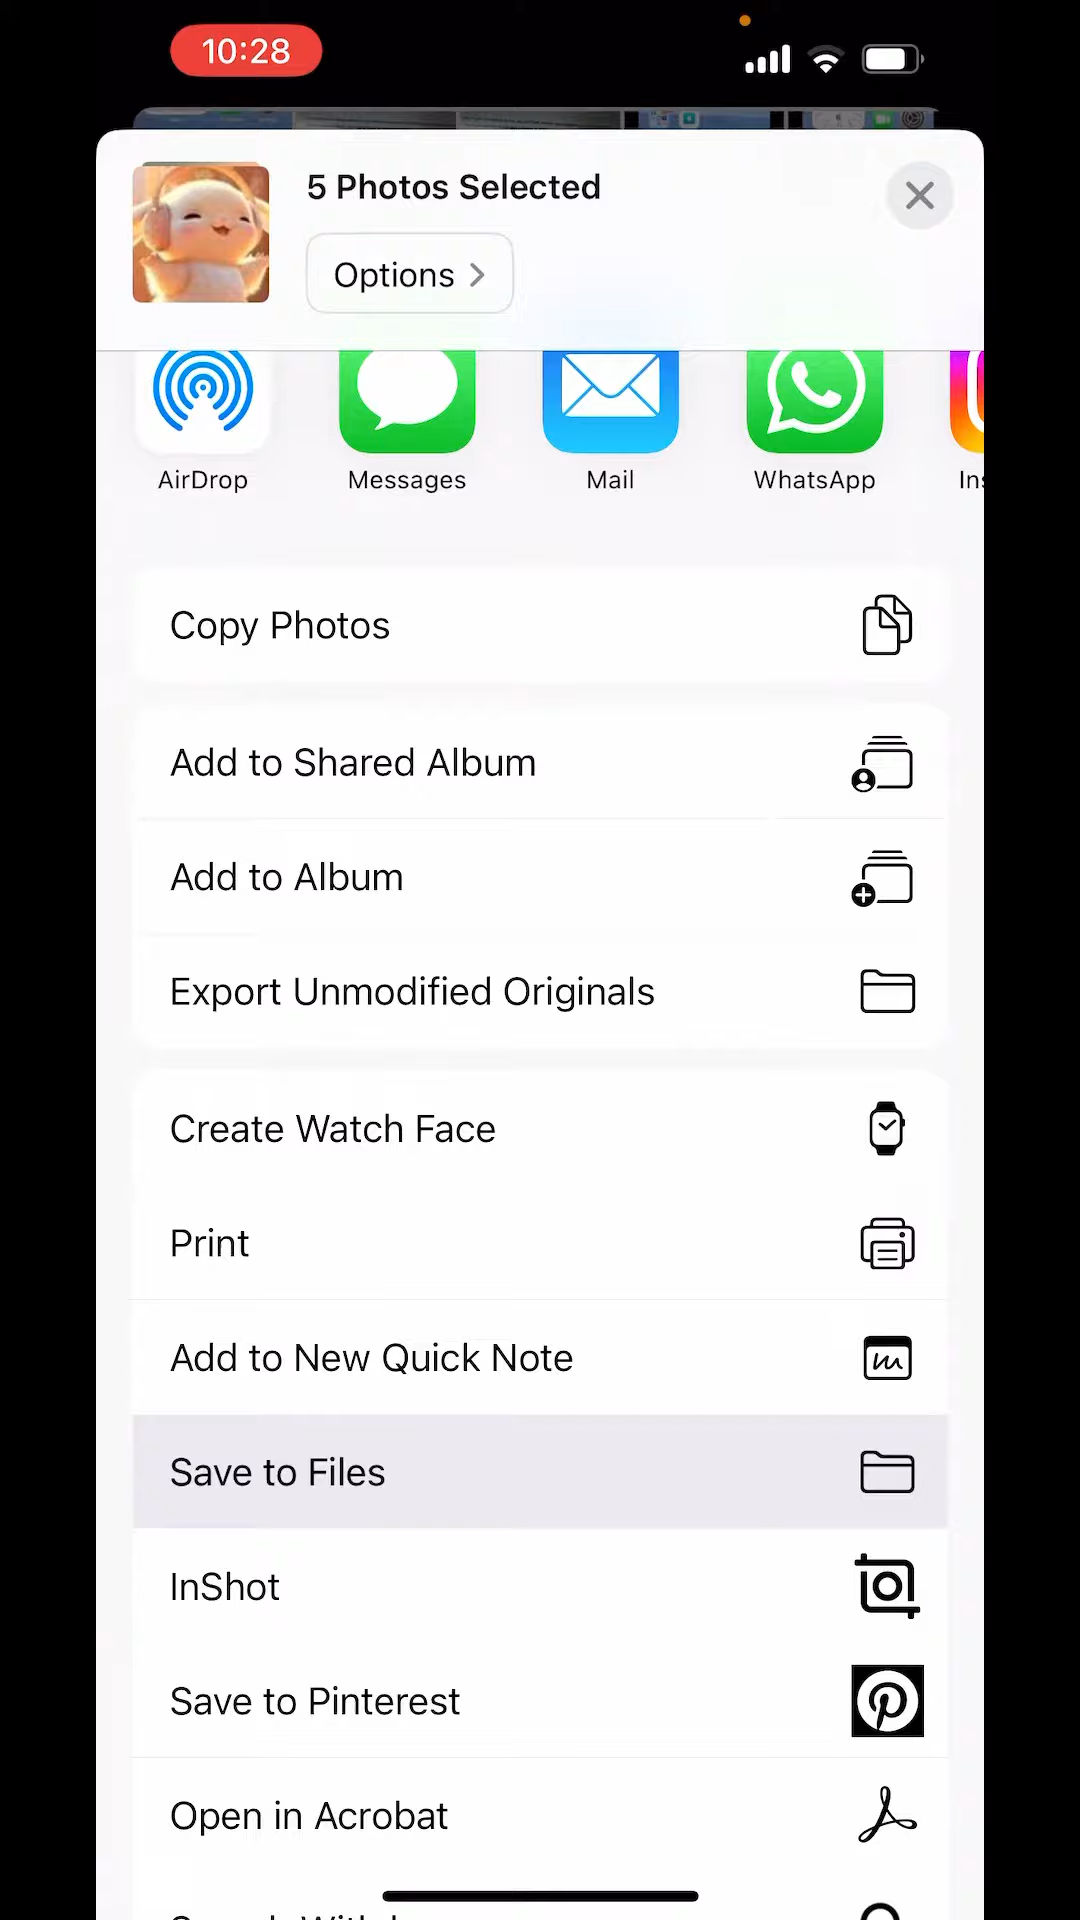 10:28
5 Photos Selected
Options
AirDrop
Messages
Mail
WhatsApp
Copy Photos
Add to Shared Album
Add to Album
Export Unmodified Originals
Create Watch Face
Print
Add to New Quick Note
Save to Files
InShot
Save to Pinterest
Open in Acrobat